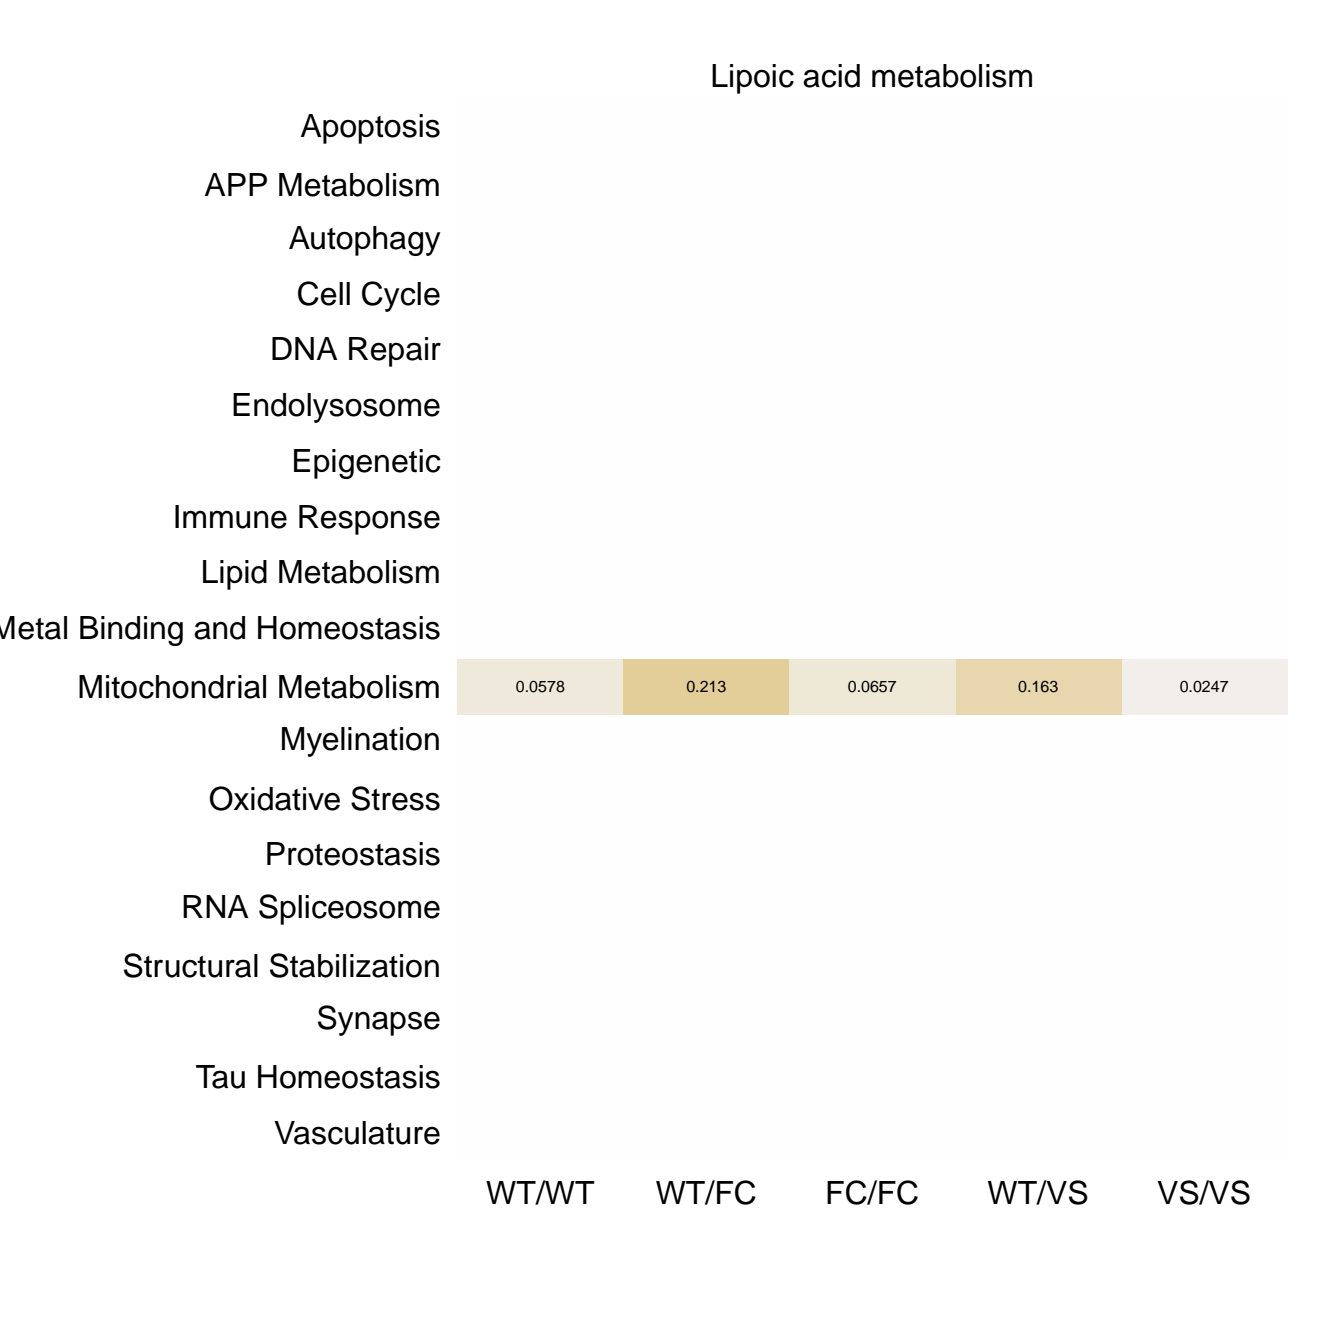 Lipoic acid metabolism
Apoptosis
APP Metabolism
Autophagy
Cell Cycle
DNA Repair
Endolysosome
Epigenetic
Immune Response
Lipid Metabolism
Metal Binding and Homeostasis
Mitochondrial Metabolism 0.0578 0.213 0.0657 0.163 0.0247
Myelination
Oxidative Stress
Proteostasis
RNA Spliceosome
Structural Stabilization
Synapse
Tau Homeostasis
Vasculature
WT/WT WT/FC FC/FC WT/VS VS/VS